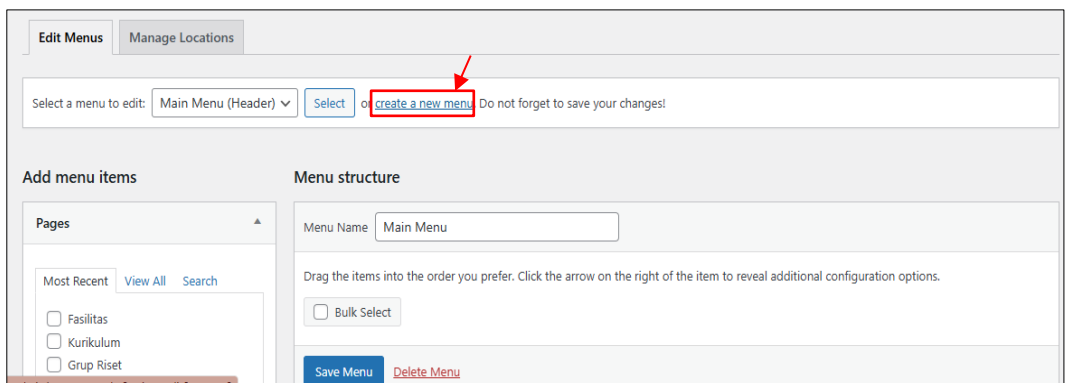 Edit Menus
Manage Locations
Select a menu to edit: Main Menu (Header) Select or create a new menu. Do not forget to save your changes!
Add menu items
Pages
Most Recent View All Search
Fasilitas
Kurikulum
Grup Riset
Menu structure
Menu Name Main Menu
Drag the items into the order you prefer. Click the arrow on the right of the item to reveal additional configuration options.
Bulk Select
Save Menu Delete Menu